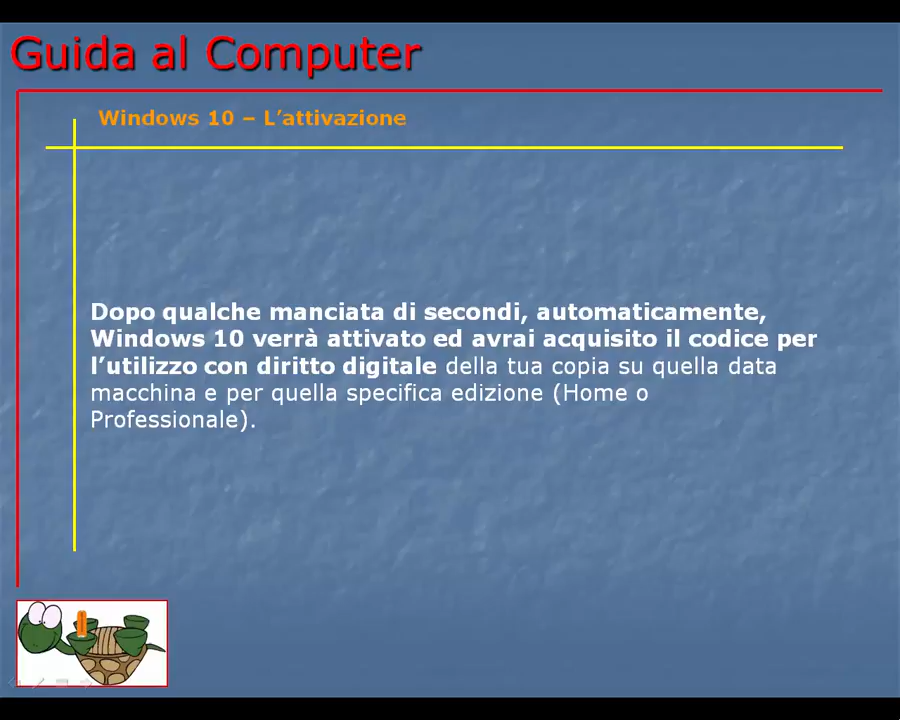 Guida al Computer
Windows 10 – L’attivazione
Dopo qualche manciata di secondi, automaticamente,
Windows 10 verrà attivato ed avrai acquisito il codice per
l’utilizzo con diritto digitale della tua copia su quella data
macchina e per quella specifica edizione (Home o
Professionale).